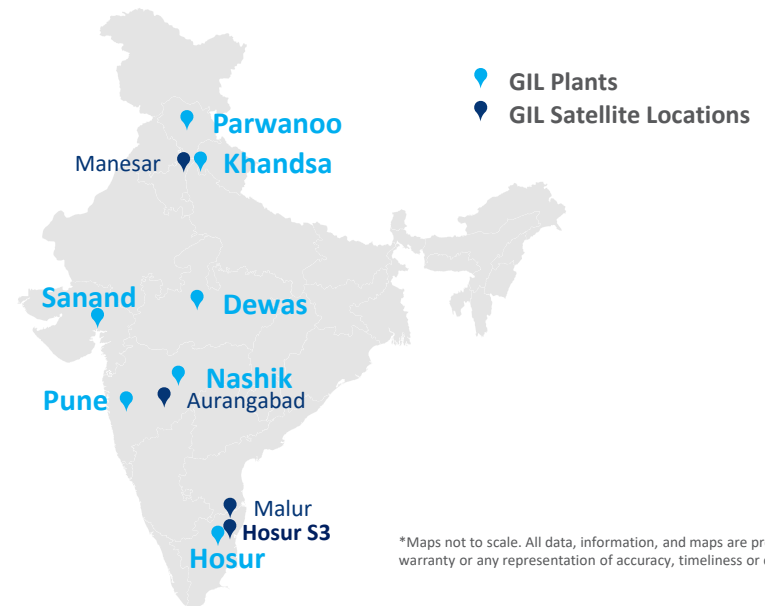 GIL Plants
GIL Satellite Locations
Parwanoo
Manesar
Khandsa
Sanand
Dewas
Nashik
Pune
Aurangabad
Malur
Hosur S3
Hosur
*Maps not to scale. All data, information, and maps are
warranty or any representation of accuracy, timeliness or